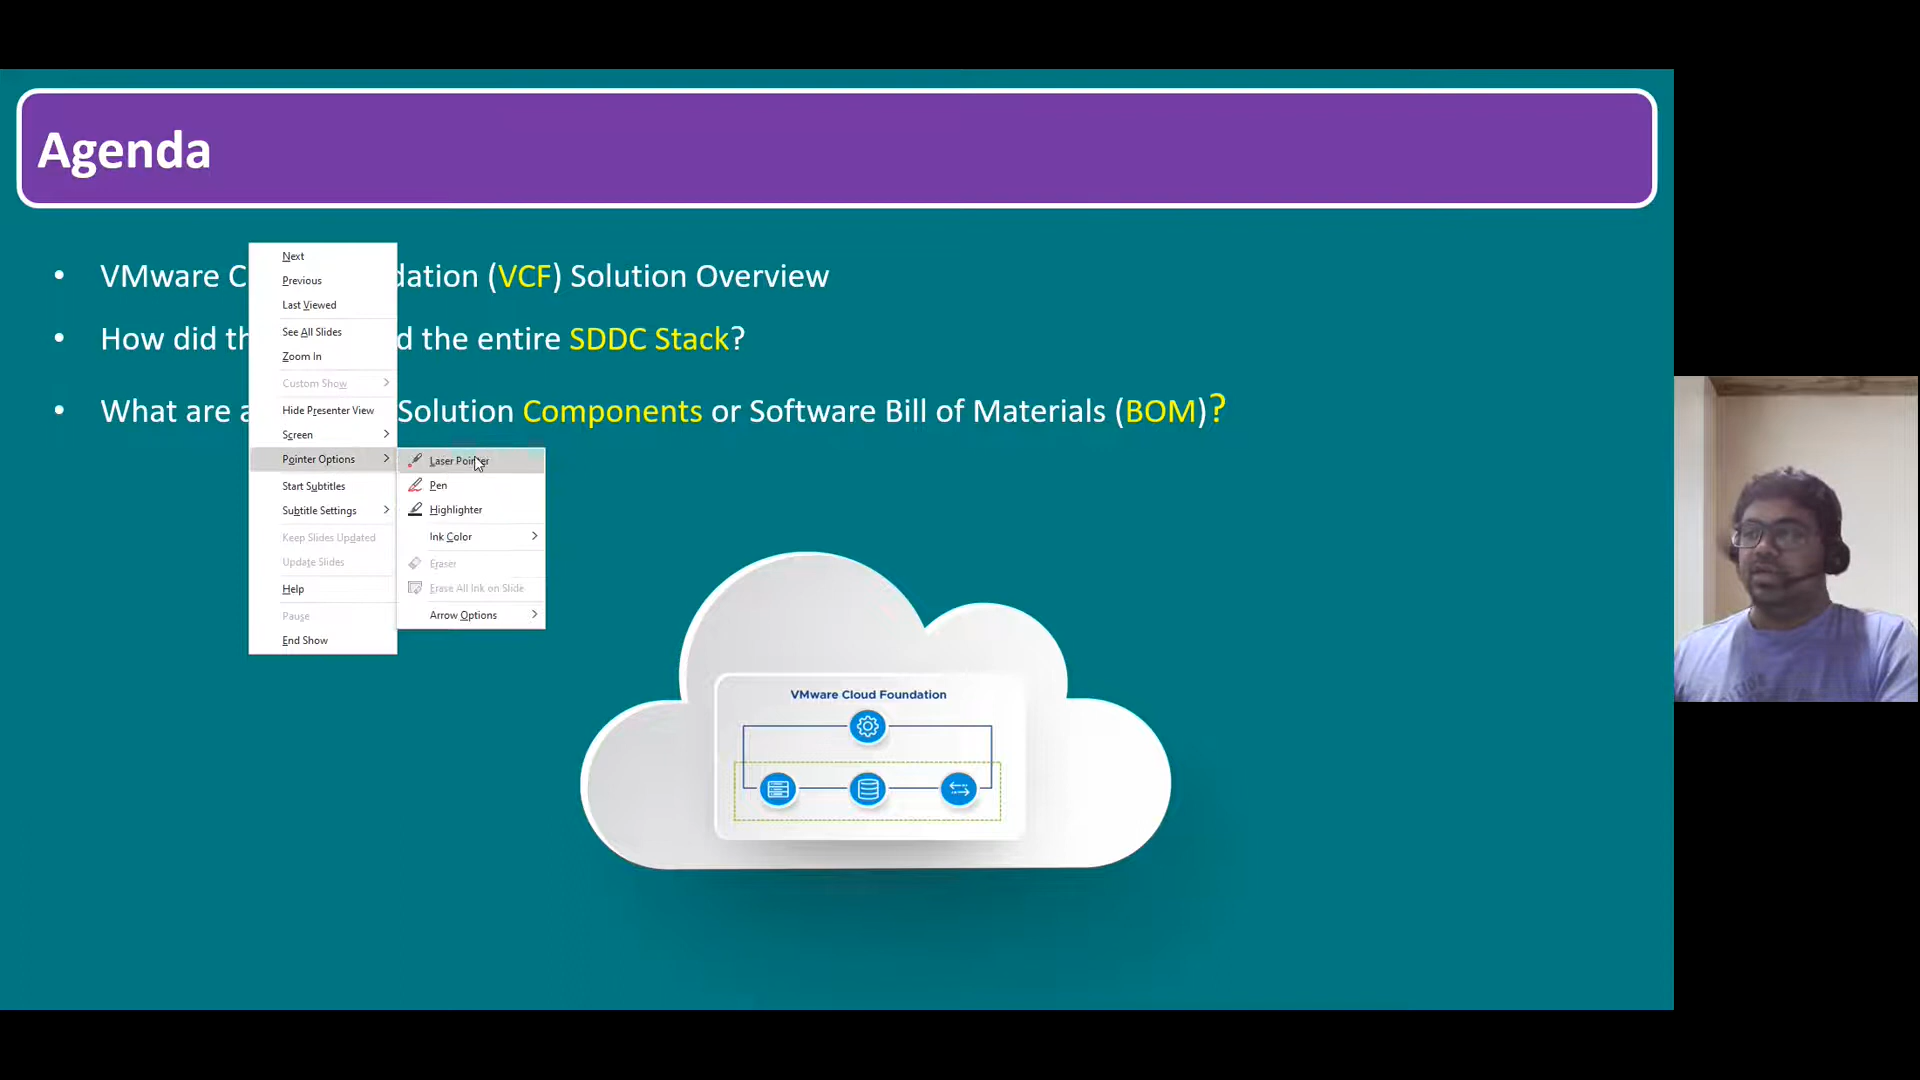 Agenda
• VMware C dation (VCF) Solution Overview
• How did th d the entire SDDC Stack?
• What are a Solution Components or Software Bill of Materials (BOM)?
Next
Previous
Last Viewed
See All Slides
Zoom In
Custom Show
Hide Presenter View
Screen
Pointer Options
Start Subtitles
Subtitle Settings
Keep Slides Updated
Update Slides
Help
Pause
End Show
Laser Pointer
Pen
Highlighter
Ink Color
Eraser
Erase All Ink on Slide
Arrow Options
VMware Cloud Foundation